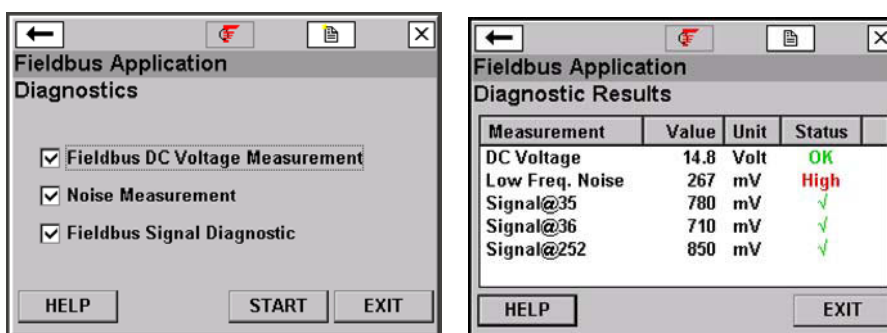 Fieldbus Application
Diagnostics
Fieldbus DC Voltage Measurement
Noise Measurement
Fieldbus Signal Diagnostic
HELP START EXIT
Fieldbus Application
Diagnostic Results
Measurement Value Unit Status
DC Voltage 14.8 Volt OK
Low Freq. Noise 267 mV High
Signal@35 780 mV √
Signal@36 710 mV √
Signal@252 850 mV √
HELP EXIT